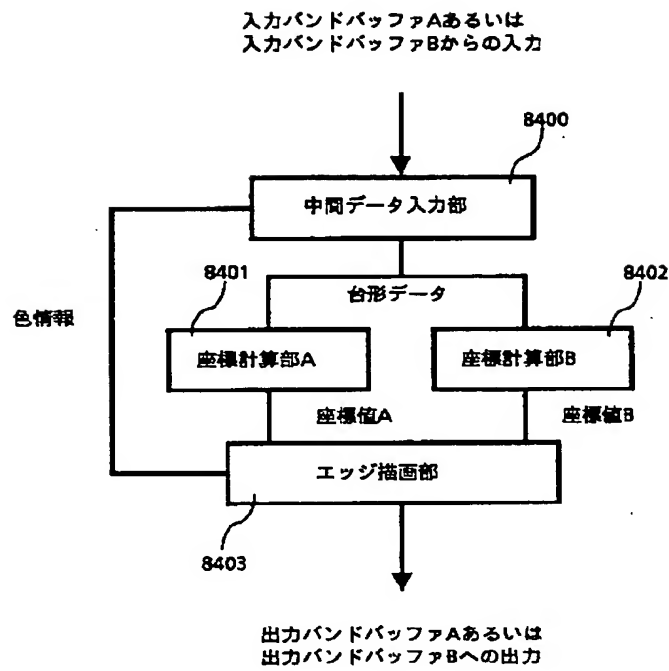 入力バンドバッファAあるいは
入力バンドバッファBからの入力
8400
中間データ入力部
8401
台形データ
8402
色情報
座標計算部A
座標計算部B
座標値A
座標値B
エッジ描画部
8403
出力バンドバッファAあるいは
出力バンドバッファBへの出力